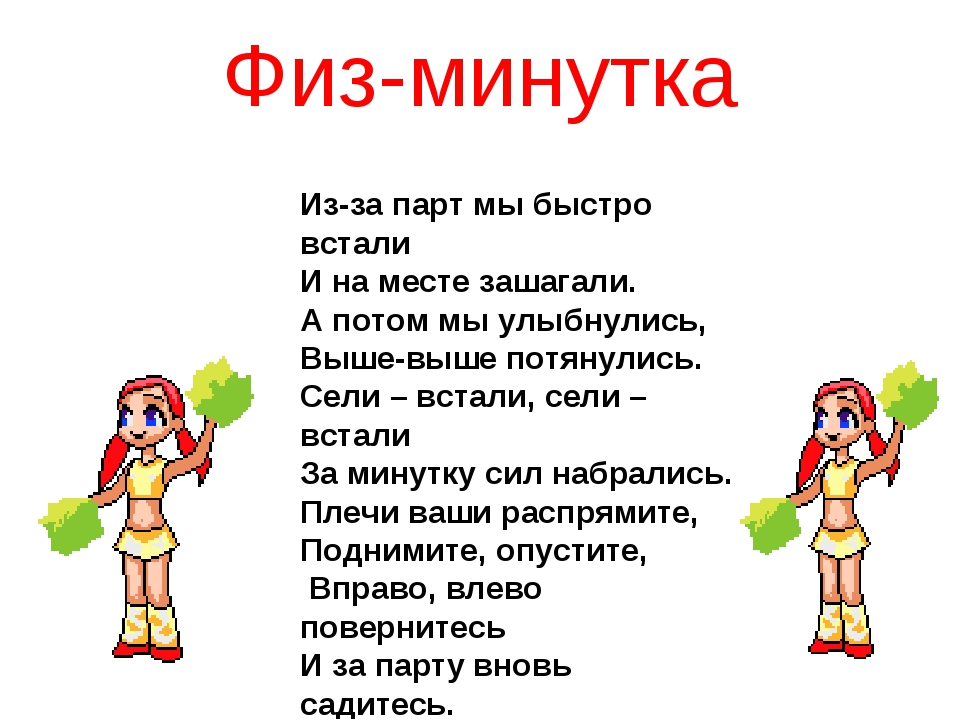 Физ-минутка
Из-за парт мы быстро
встали
И на месте зашагали.
А потом мы улыбнулись,
Выше-выше потянулись.
Сели – встали, сели –
встали
За минутку сил набрались.
Плечи ваши распрямите,
Поднимите, опустите,
Вправо, влево
повернитесь
И за парту вновь
садитесь.